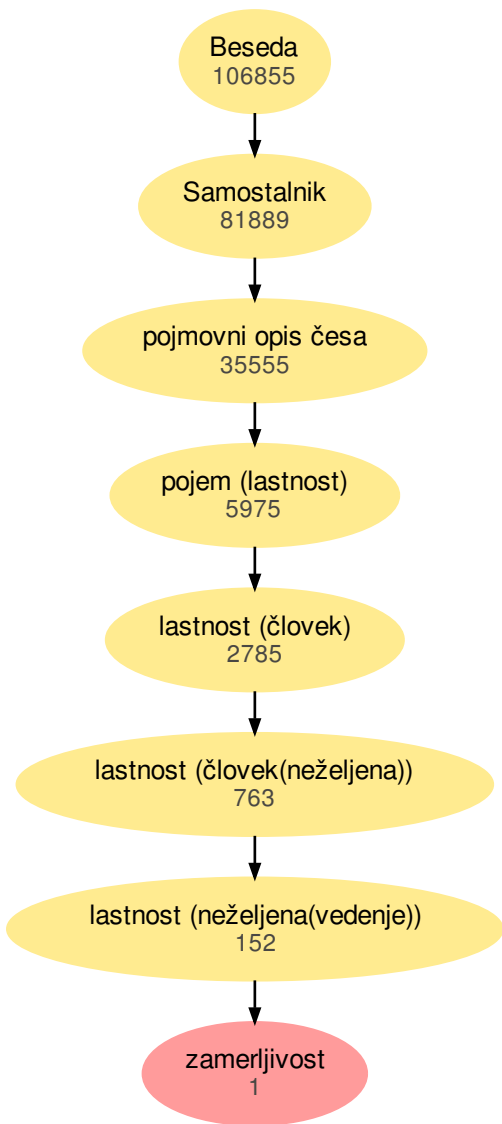 Beseda
106855
Samostalnik
81889
pojmovni opis česa
35555
pojem (lastnost)
5975
lastnost (človek)
2785
lastnost (človek(neželjena))
763
lastnost (neželjena(vedenje))
152
zamerljivost
1